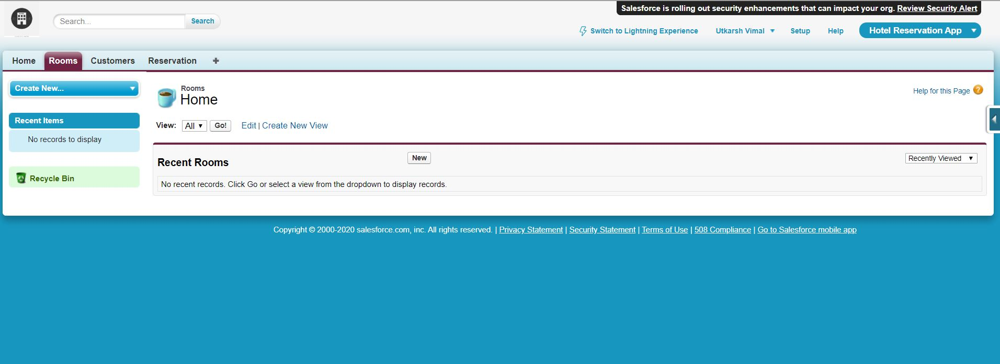 Salesforce is rolling out security enhancements that can impact your org. Review Security Alert
Search...
Search
Switch to Lightning Experience
Utkarsh Vimal
Setup
Help
Hotel Reservation App
Home
Rooms
Customers
Reservation
Create New...
Recent Items
No records to display
Recycle Bin
Rooms
Home
Help for this Page
View:
All
Go!
Edit | Create New View
Recent Rooms
New
Recently Viewed
No recent records. Click Go or select a view from the dropdown to display records.
Copyright © 2000-2020 salesforce.com, inc. All rights reserved. | Privacy Statement | Security Statement | Terms of Use | 508 Compliance | Go to Salesforce mobile app